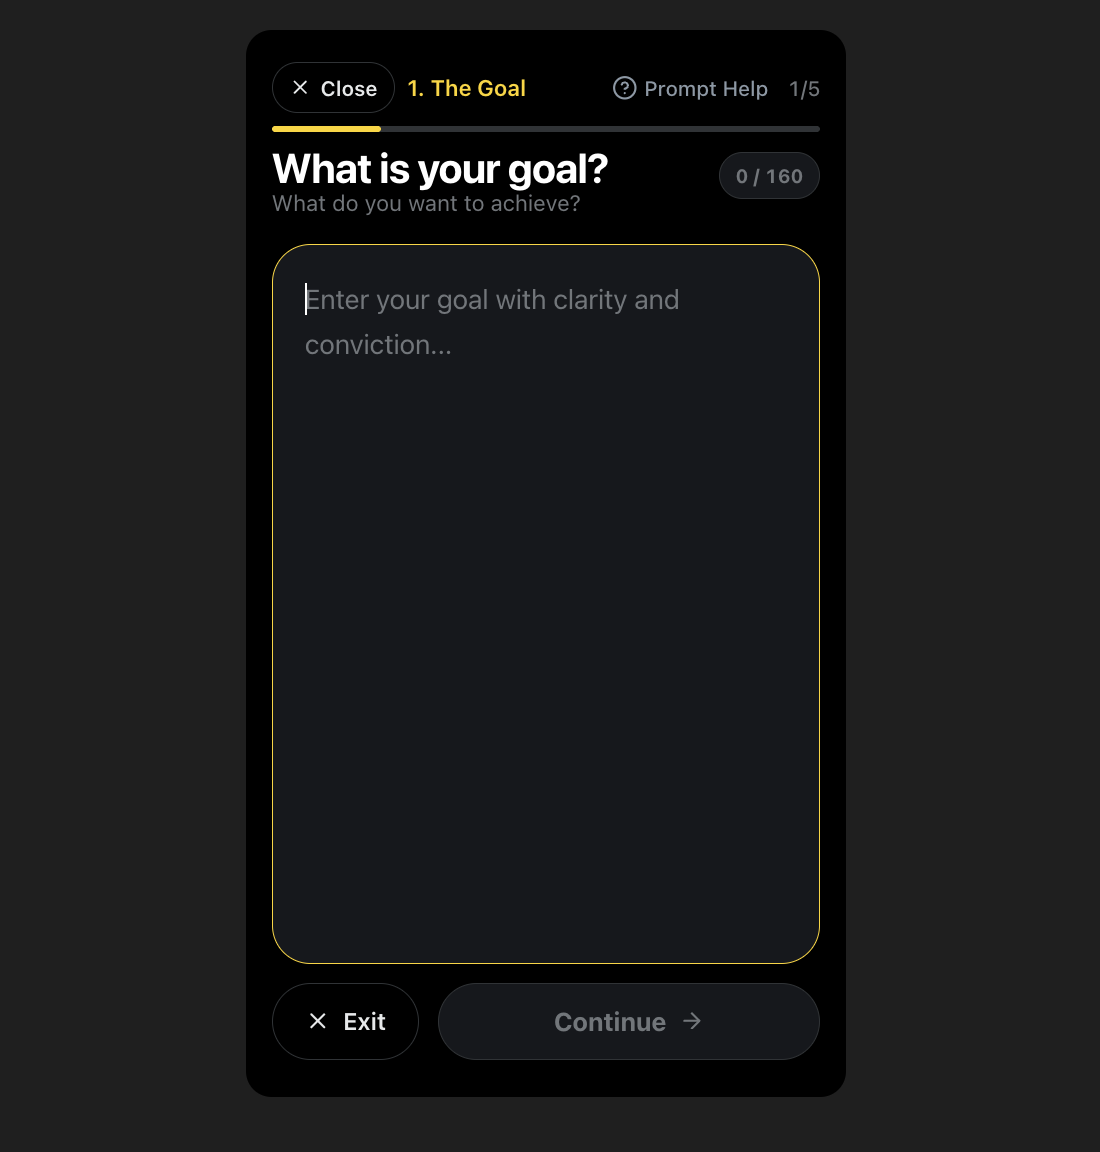 Close
1. The Goal
Prompt Help
1/5
What is your goal?
0 / 160
What do you want to achieve?
Enter your goal with clarity and
conviction...
Exit
Continue